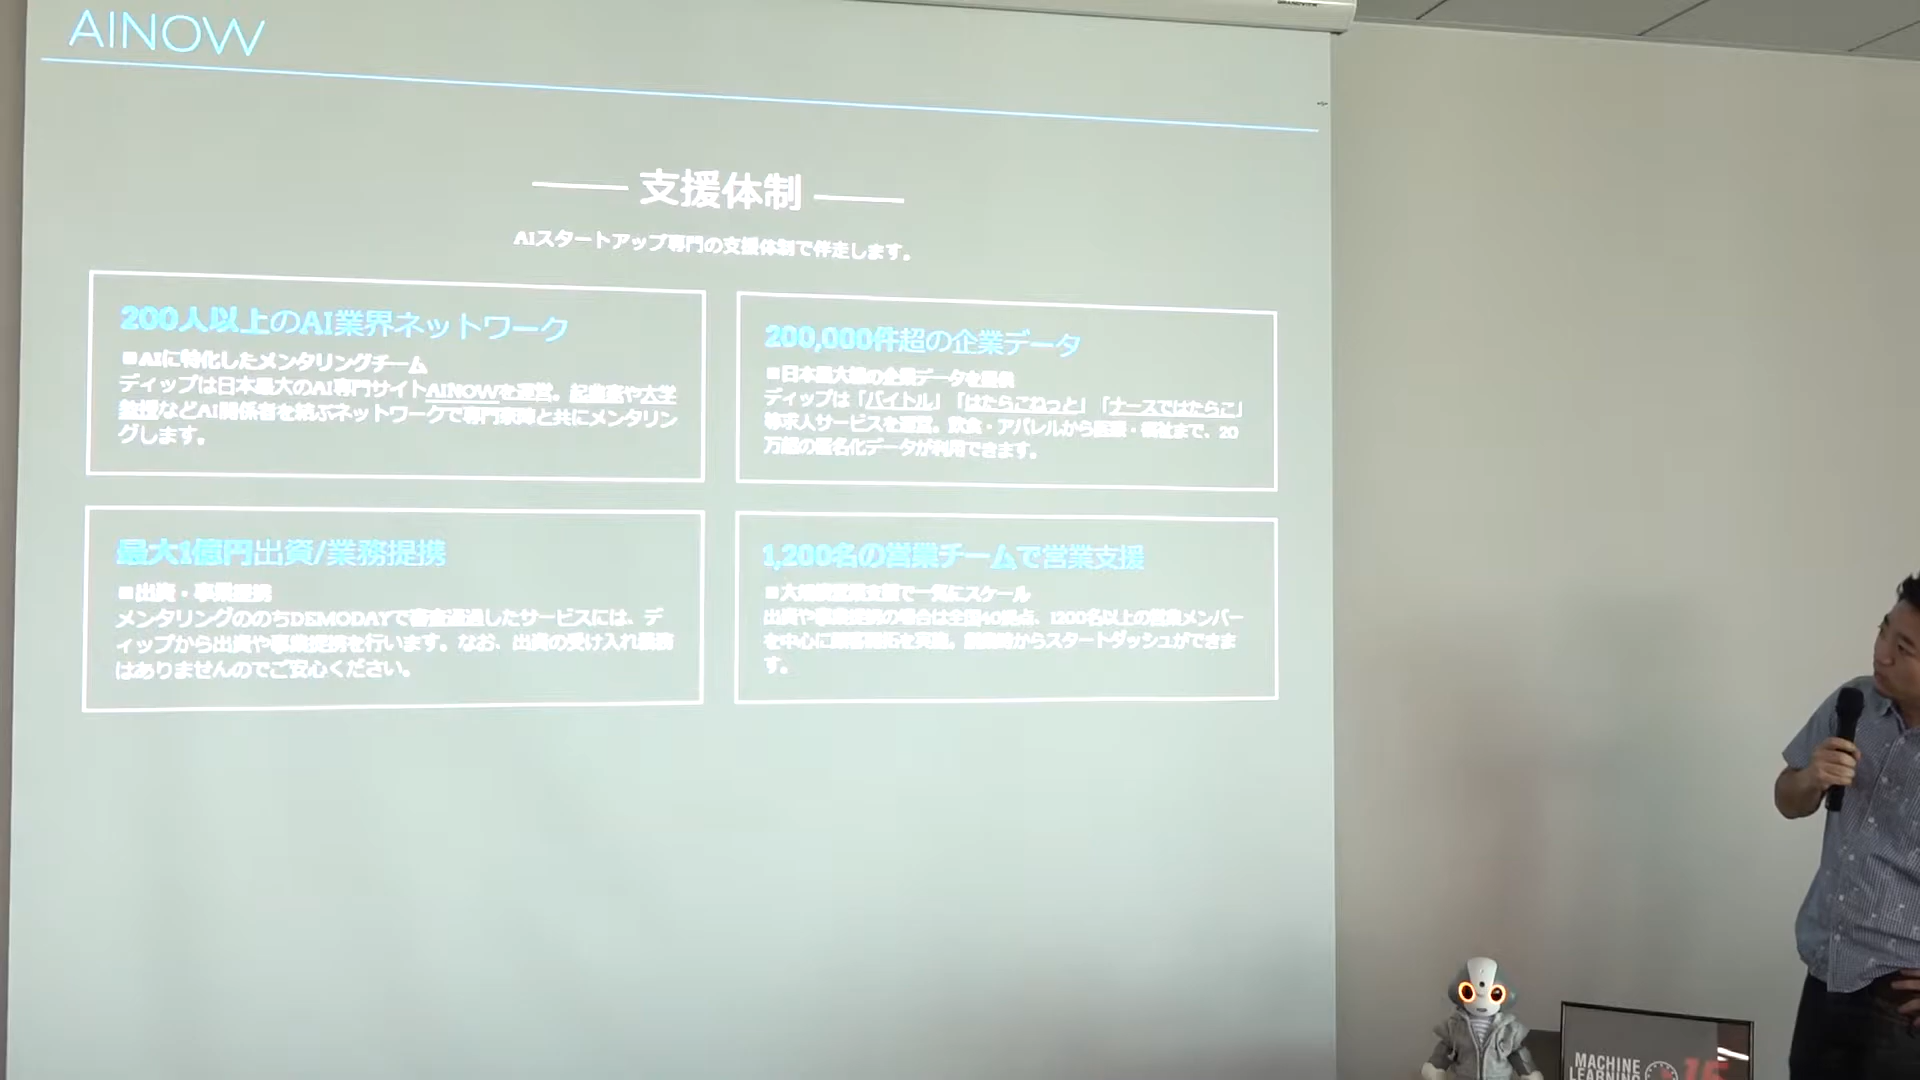 AINOW
支援体制
AIスタートアップ専門の支援体制で伴走します。
200人以上のAI業界ネットワーク
■AIに特化したメンタリングチーム
ディップは日本最大のAI専門サイトAINOWを運営。起業家や大学
教授などAI関係者を結ぶネットワークで専門家陣と共にメンタリン
グします。
200,000件超の企業データ
■日本最大級の企業データを提供
ディップは「バイトル」「はたらこねっと」「ナースではたらこ」
等求人サービスを運営。飲食・アパレルから医療・福祉まで、20
万超の匿名化データが利用できます。
最大1億円出資/業務提携
■出資・事業提携
メンタリングののちDEMODAYで審査通過したサービスには、デ
ィップから出資や事業提携を行います。なお、出資の受け入れ義務
はありませんのでご安心ください。
1,200名の営業チームで営業支援
■大規模営業支援で一気にスケール
出資や事業提携の場合は全国40拠点、1200名以上の営業メンバー
を中心に顧客開拓を実施。創業時からスタートダッシュができま
す。
MACHINE
LEARNING
15